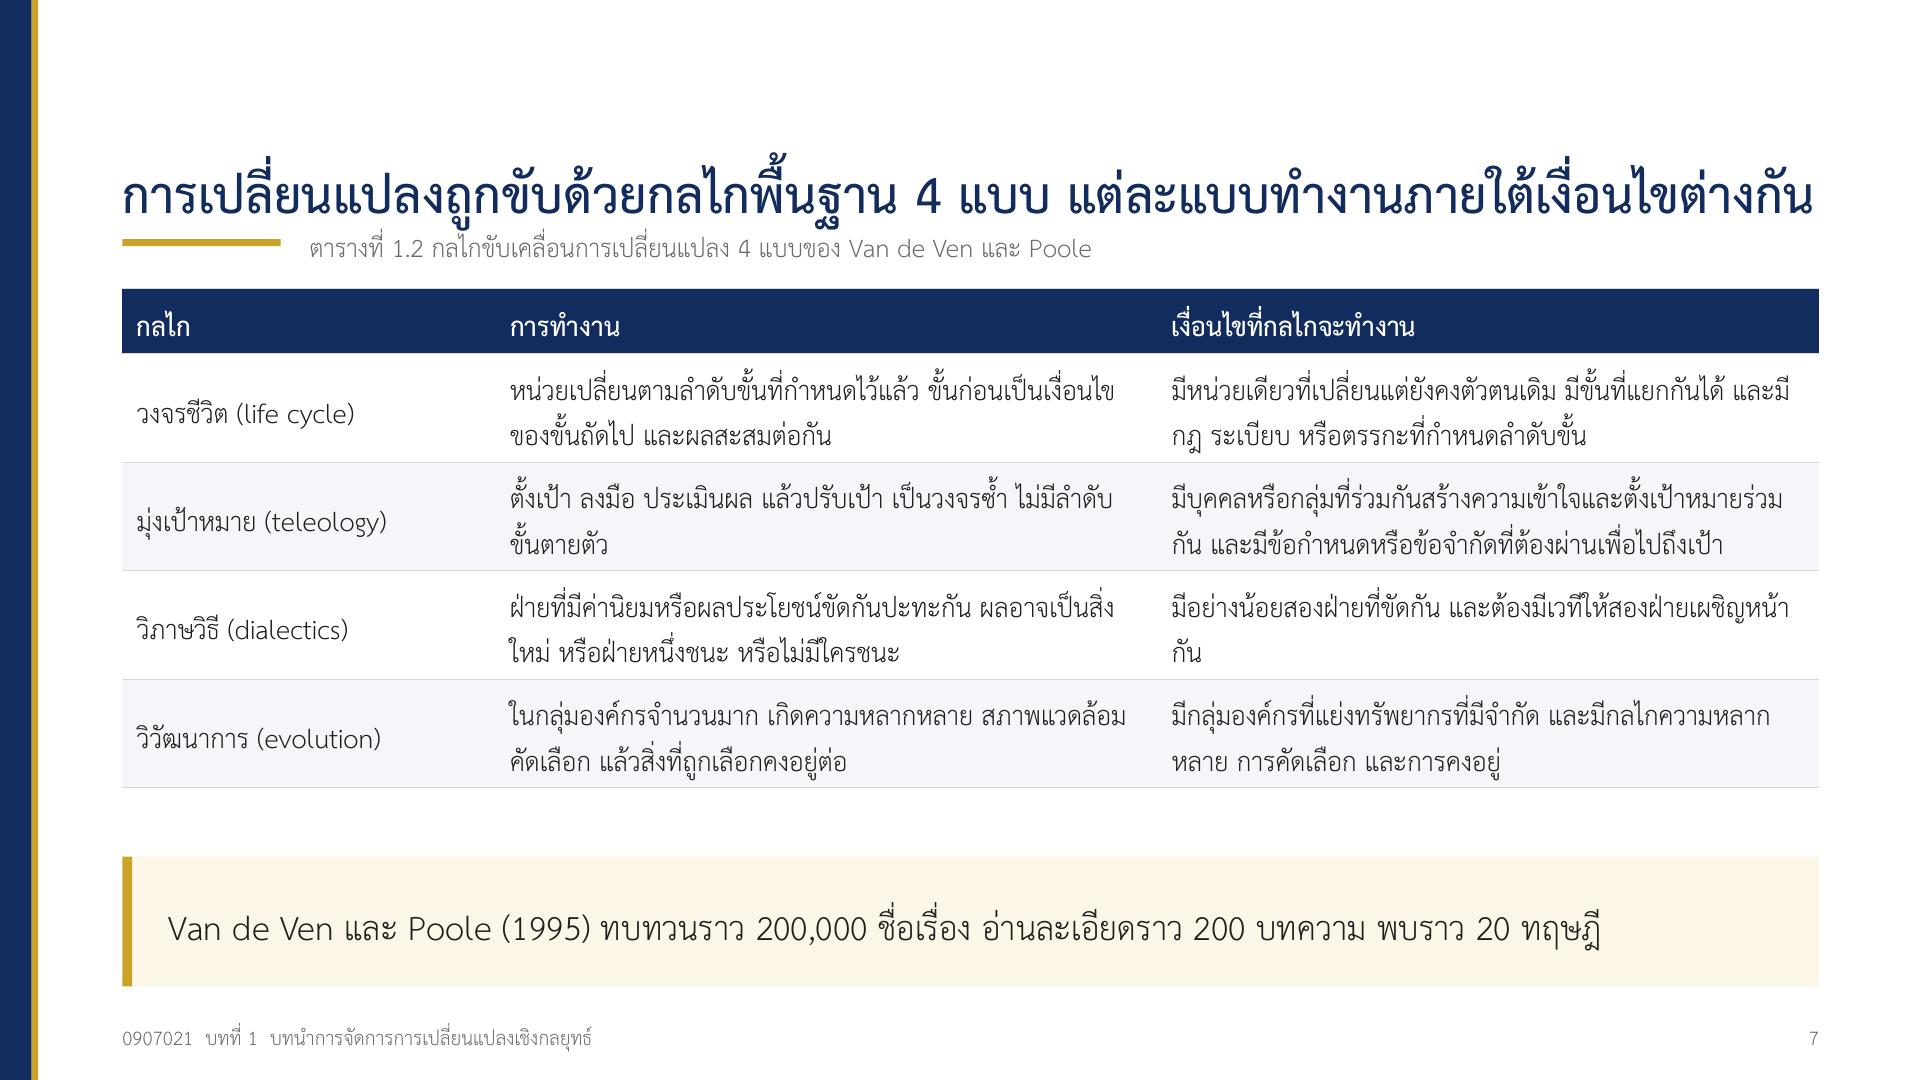 การเปลี่ยนแปลงถูกขับด้วยกลไกพื้นฐาน 4 แบบ แต่ละแบบทำงานภายใต้เงื่อนไขต่างกัน
ตารางที่ 1.2 กลไกขับเคลื่อนการเปลี่ยนแปลง 4 แบบของ Van de Ven และ Poole
กลไก
การทำงาน
เงื่อนไขที่กลไกจะทำงาน
วงจรชีวิต (life cycle)
หน่วยเปลี่ยนตามลำดับขั้นที่กำหนดไว้แล้ว ขั้นก่อนเป็นเงื่อนไข
ของขั้นถัดไป และผลสะสมต่อกัน
มีหน่วยเดียวที่เปลี่ยนแต่ยังคงตัวตนเดิม มีขั้นที่แยกกันได้ และมี
กฎ ระเบียบ หรือตรรกะที่กำหนดลำดับขั้น
มุ่งเป้าหมาย (teleology)
ตั้งเป้า ลงมือ ประเมินผล แล้วปรับเป้า เป็นวงจรซ้ำ ไม่มีลำดับ
ขั้นตายตัว
มีบุคคลหรือกลุ่มที่ร่วมกันสร้างความเข้าใจและตั้งเป้าหมายร่วม
กัน และมีข้อกำหนดหรือข้อจำกัดที่ต้องผ่านเพื่อไปถึงเป้า
วิภาษวิธี (dialectics)
ฝ่ายที่มีค่านิยมหรือผลประโยชน์ขัดกันปะทะกัน ผลอาจเป็นสิ่ง
ใหม่ หรือฝ่ายหนึ่งชนะ หรือไม่มีใครชนะ
มีอย่างน้อยสองฝ่ายที่ขัดกัน และต้องมีเวทีให้สองฝ่ายเผชิญหน้า
กัน
วิวัฒนาการ (evolution)
ในกลุ่มองค์กรจำนวนมาก เกิดความหลากหลาย สภาพแวดล้อม
คัดเลือก แล้วสิ่งที่ถูกเลือกคงอยู่ต่อ
มีกลุ่มองค์กรที่แย่งทรัพยากรที่มีจำกัด และมีกลไกความหลาก
หลาย การคัดเลือก และการคงอยู่
Van de Ven และ Poole (1995) ทบทวนราว 200,000 ชื่อเรื่อง อ่านละเอียดราว 200 บทความ พบราว 20 ทฤษฎี
0907021 บทที่ 1 บทนำการจัดการการเปลี่ยนแปลงเชิงกลยุทธ์
7